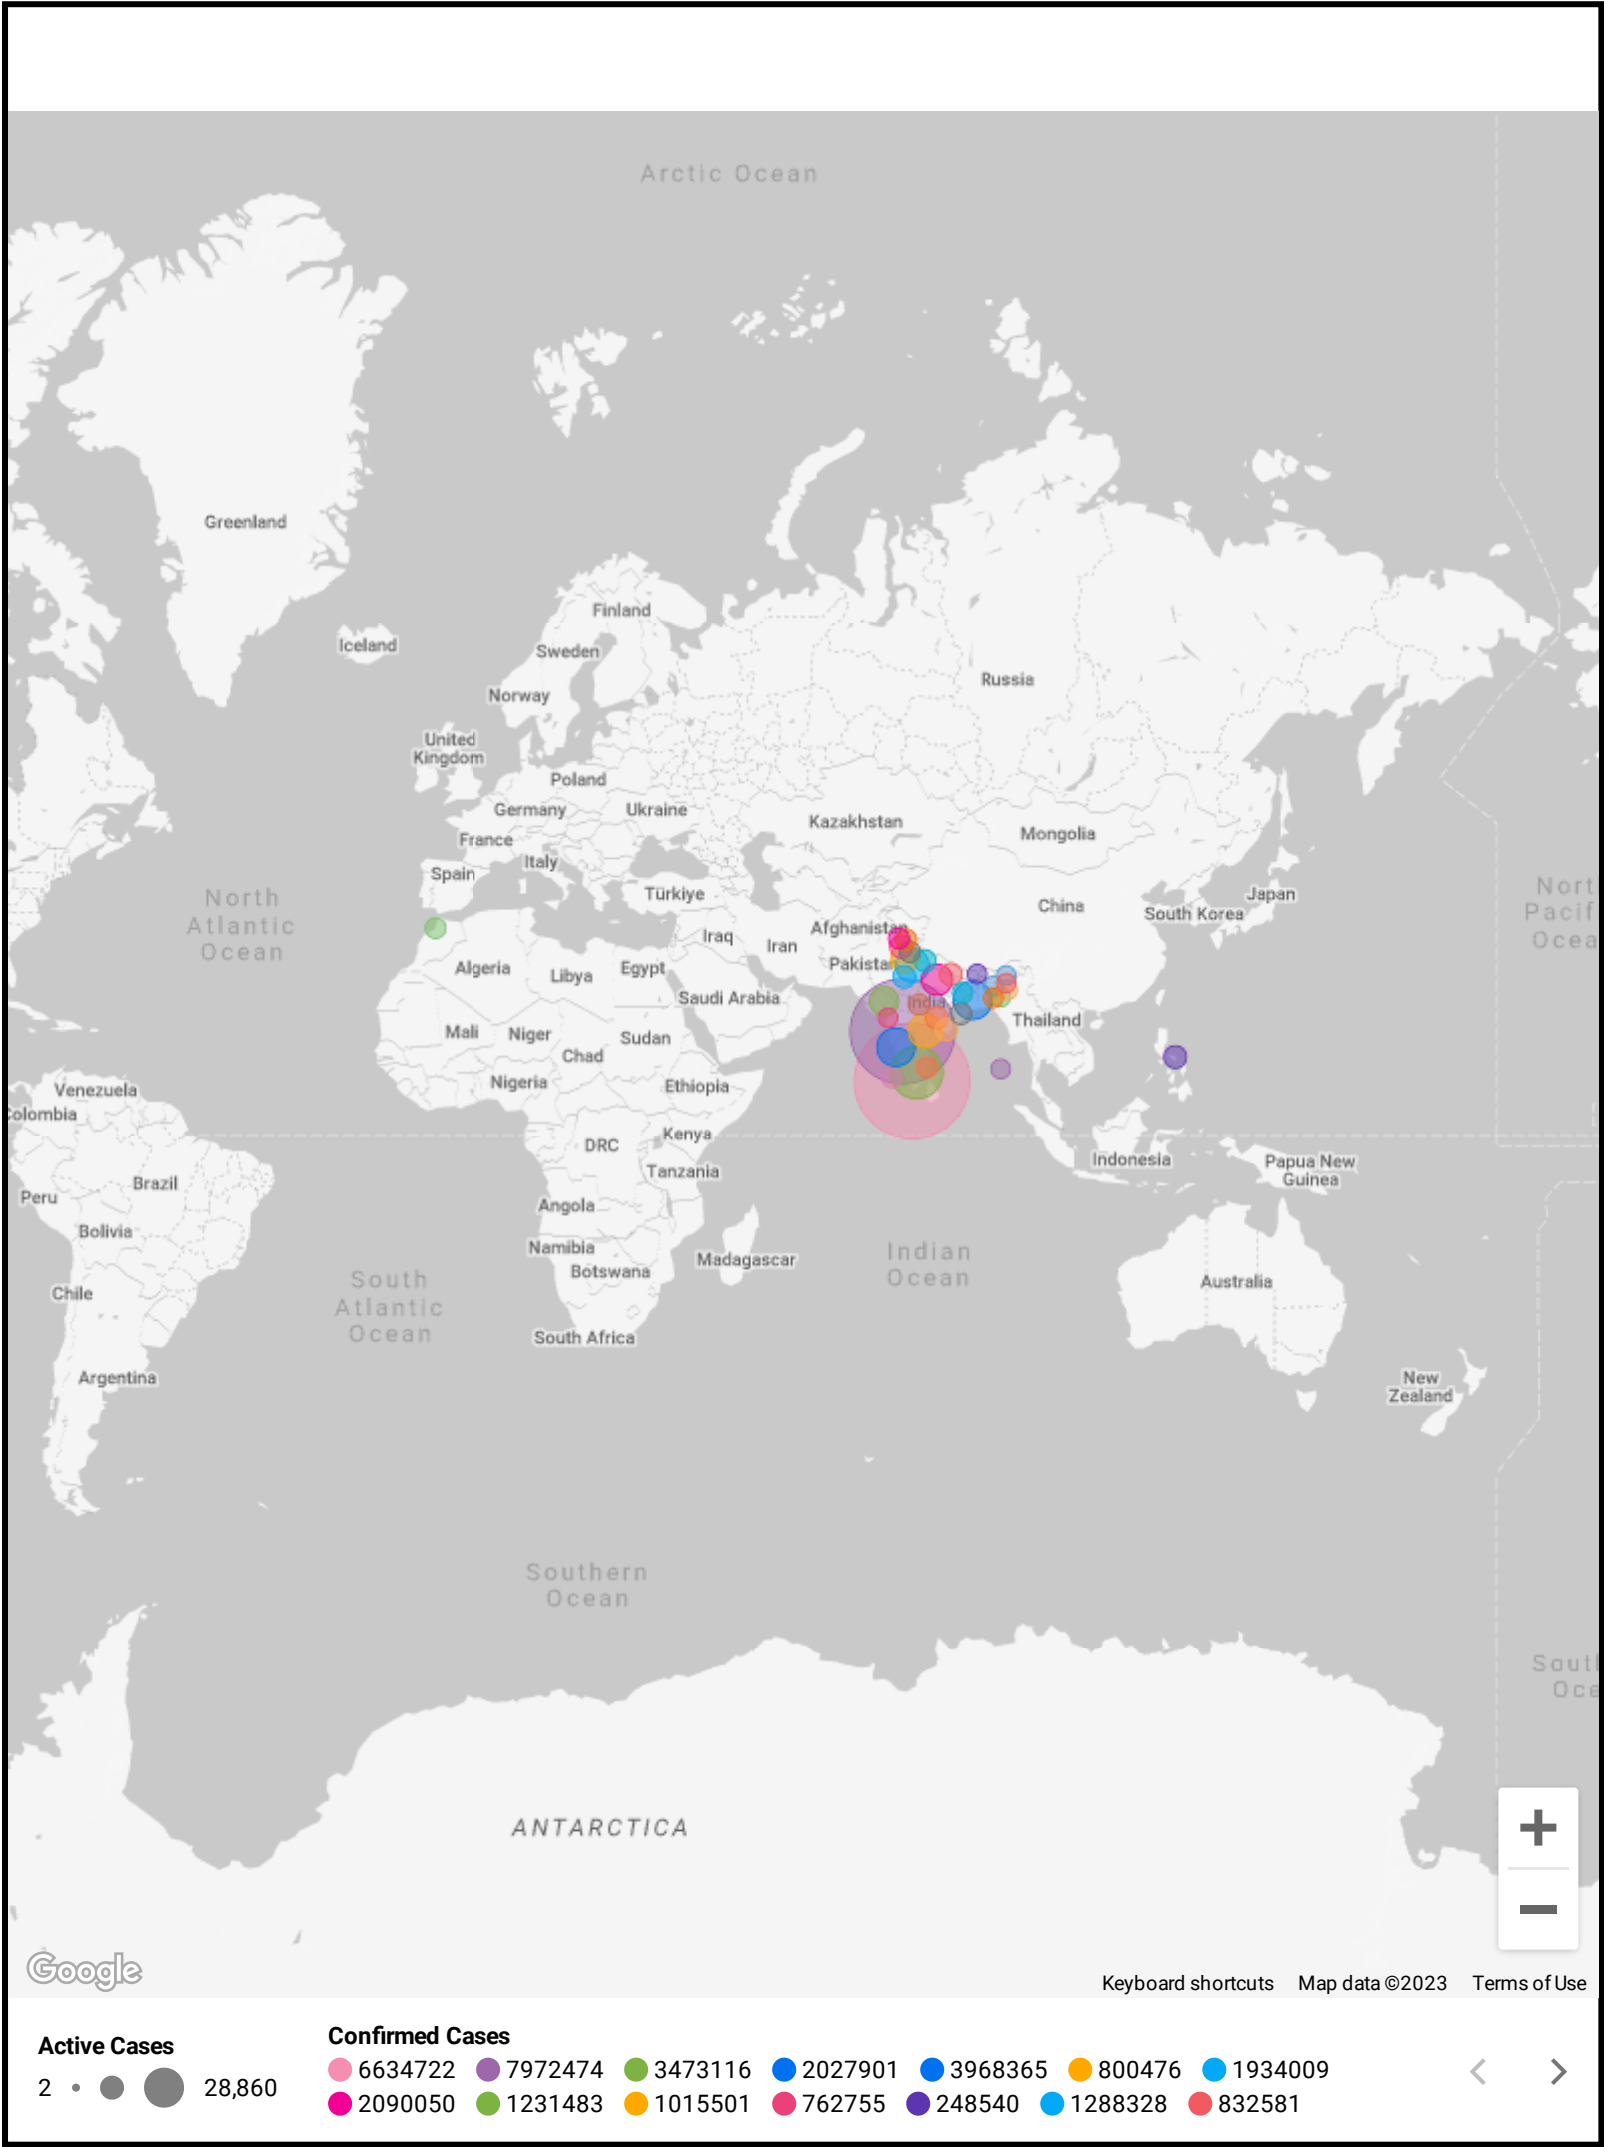 Arctic Ocean
Greenland
Finland
Iceland
Sweden
Russia
Norway
United
Kingdom
Poland
Germany
Ukraine
Kazakhstan
Mongolia
France
Italy
Spain
Türkiye
Japan
China
South Korea
North
Atlantic
Ocean
Nort
Pacif
Ocea
Afghanistan
Iraq
Iran
Pakistan
Algeria
Libya
Egypt
Saudi Arabia
India
Thailand
Mali
Niger
Sudan
Chad
Nigeria
Ethiopia
Venezuela
Colombia
Kenya
DRC
Tanzania
Indonesia
Papua New
Guinea
Brazil
Peru
Angola
Bolivia
Namibia
Botswana
Madagascar
Indian
Ocean
Australia
South
Atlantic
Ocean
Chile
South Africa
Argentina
New
Zealand
Southern
Ocean
Sout
Oce
ANTARCTICA
Google
Keyboard shortcuts Map data ©2023 Terms of Use
Active Cases
2 28,860
Confirmed Cases
6634722 7972474 3473116 2027901 3968365 800476 1934009
2090050 1231483 1015501 762755 248540 1288328 832581